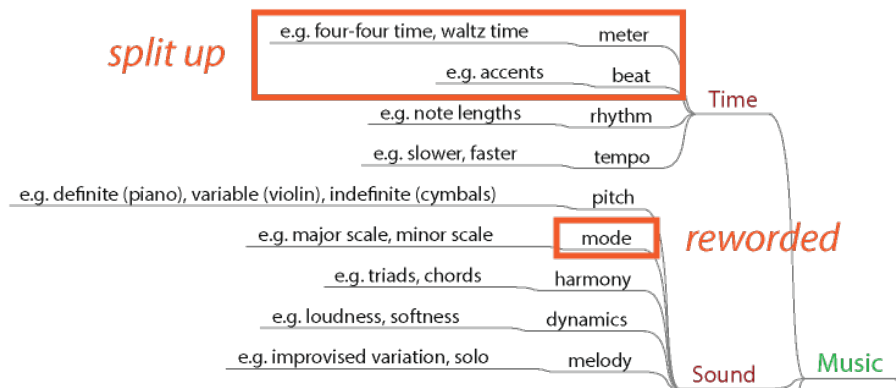 split up
e.g. four-four time, waltz time meter
e.g. accents beat
Time
e.g. note lengths rhythm
e.g. slower, faster tempo
e.g. definite (piano), variable (violin), indefinite (cymbals) pitch
e.g. major scale, minor scale mode reworded
e.g. triads, chords harmony
e.g. loudness, softness dynamics
e.g. improvised variation, solo melody
Sound
Music